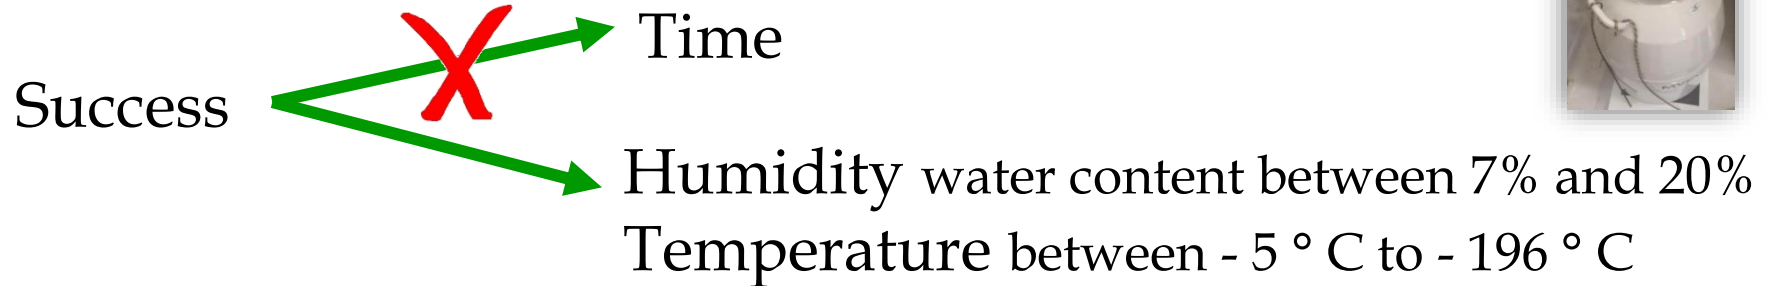 Time
Success
Humidity water content between 7% and 20%
Temperature between - 5 ° C to - 196 ° C